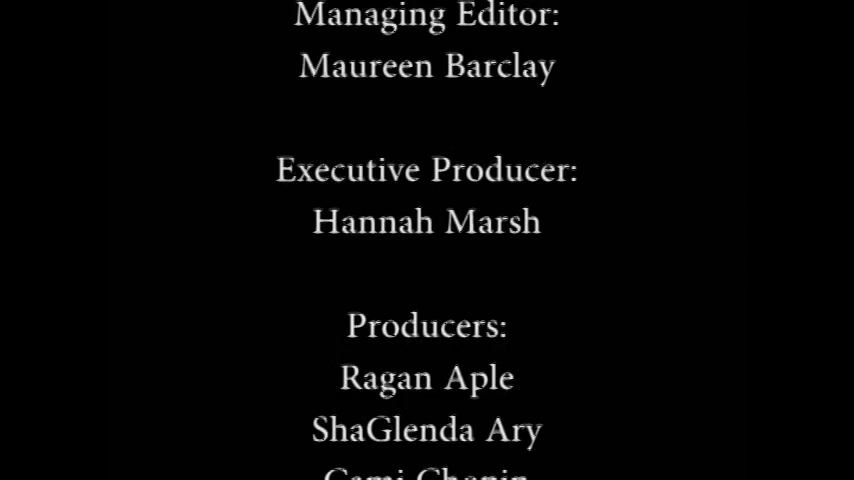 Managing Editor:
Maureen Barclay
Executive Producer:
Hannah Marsh
Producers:
Ragan Aple
ShaGlenda Ary